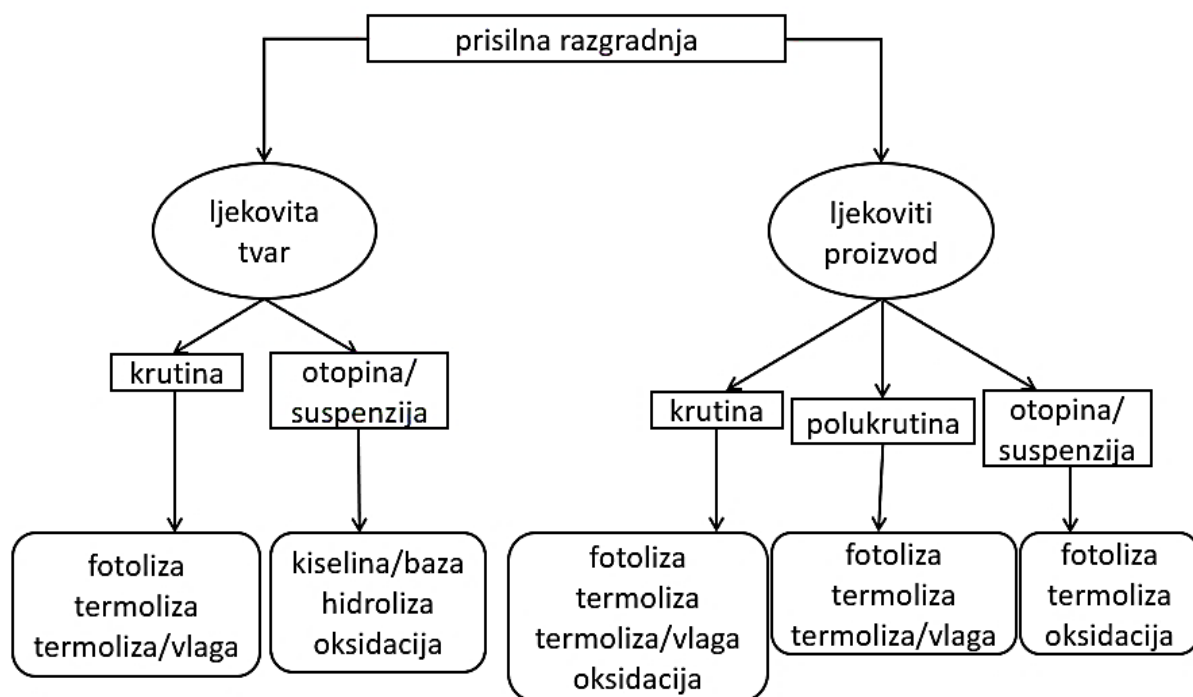 prisilna razgradnja
ljekovita
tvar
ljekoviti
proizvod
krutina
otopina/
suspenzija
krutina
polukrutina
otopina/
suspenzija
fotoliza
termoliza
termoliza/vlaga
kiselina/baza
hidroliza
oksidacija
fotoliza
termoliza
termoliza/vlaga
oksidacija
fotoliza
termoliza
termoliza/vlaga
fotoliza
termoliza
oksidacija